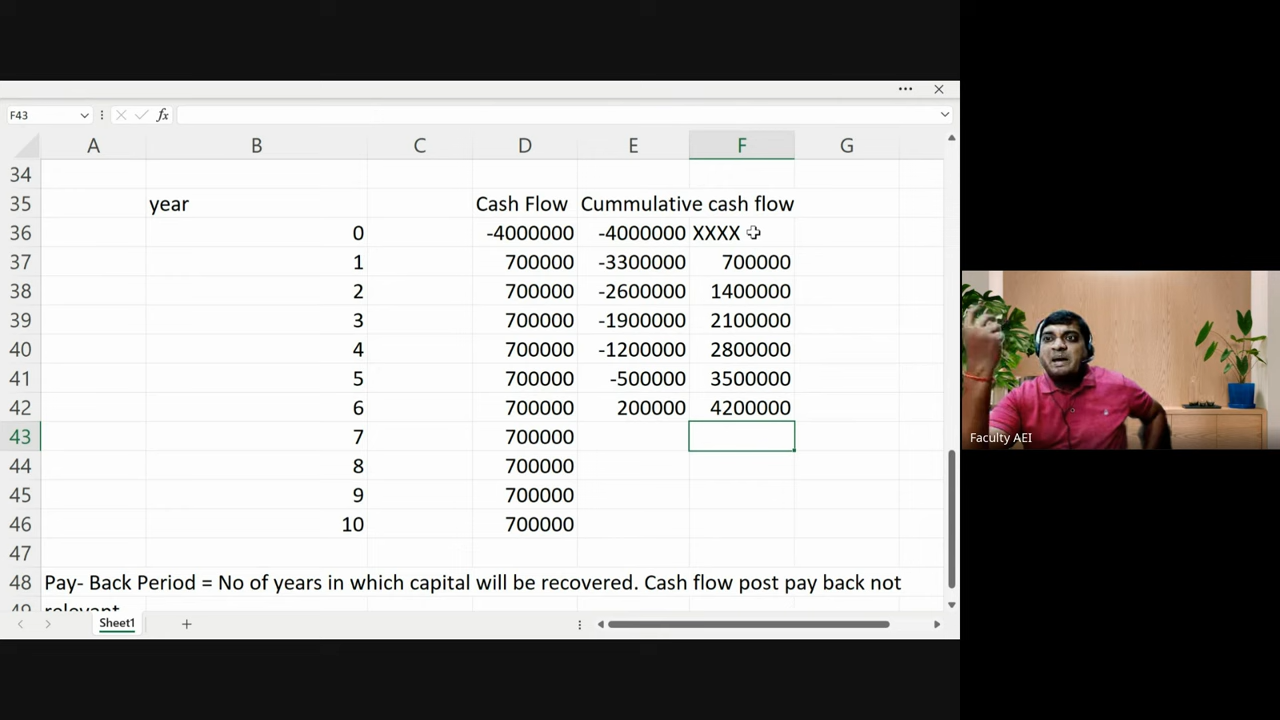 F43
A B C D E F G
34
35 year Cash Flow Cummulative cash flow
36 0 -4000000 -4000000 XXXX
37 1 700000 -3300000 700000
38 2 700000 -2600000 1400000
39 3 700000 -1900000 2100000
40 4 700000 -1200000 2800000
41 5 700000 -500000 3500000
42 6 700000 200000 4200000
43 7 700000
44 8 700000
45 9 700000
46 10 700000
47
48 Pay- Back Period = No of years in which capital will be recovered. Cash flow post pay back not
49 relevant
Sheet1
Faculty AEI